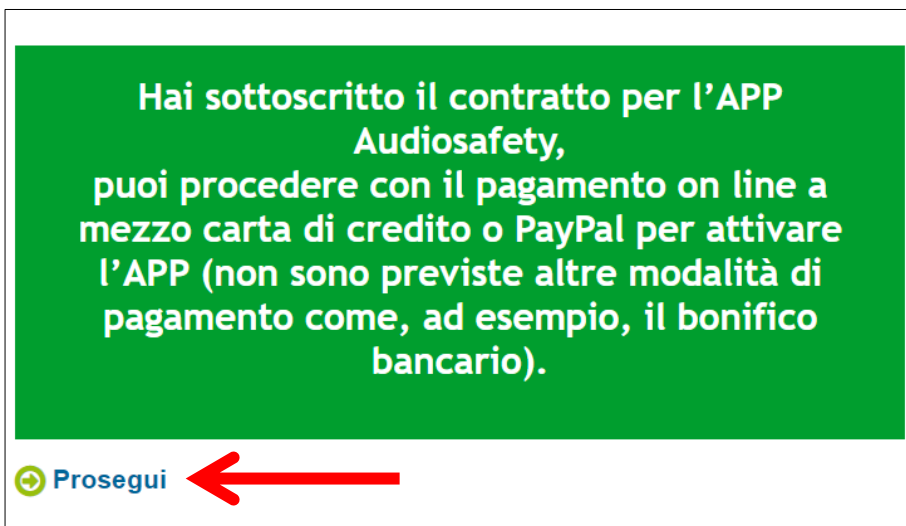 Hai sottoscritto il contratto per l’APP
Audiosafety,
puoi procedere con il pagamento on line a
mezzo carta di credito o PayPal per attivare
l’APP (non sono previste altre modalità di
pagamento come, ad esempio, il bonifico
bancario).
Prosegui